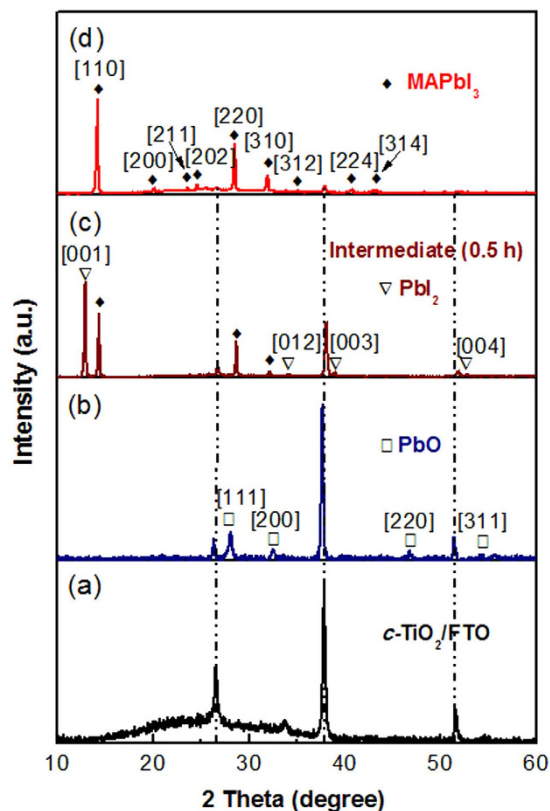 (d)
[110]
◆ MAPbI₃
[220]
[211]
[310]
[314]
[200]
[202]
[312]
[224]
(c)
[001]
Intermediate (0.5 h)
▽ PbI₂
[012]
[003]
[004]
(b)
□ PbO
[111]
[200]
[220]
[311]
(a)
c-TiO₂/FTO
Intensity (a.u.)
10 20 30 40 50 60
2 Theta (degree)